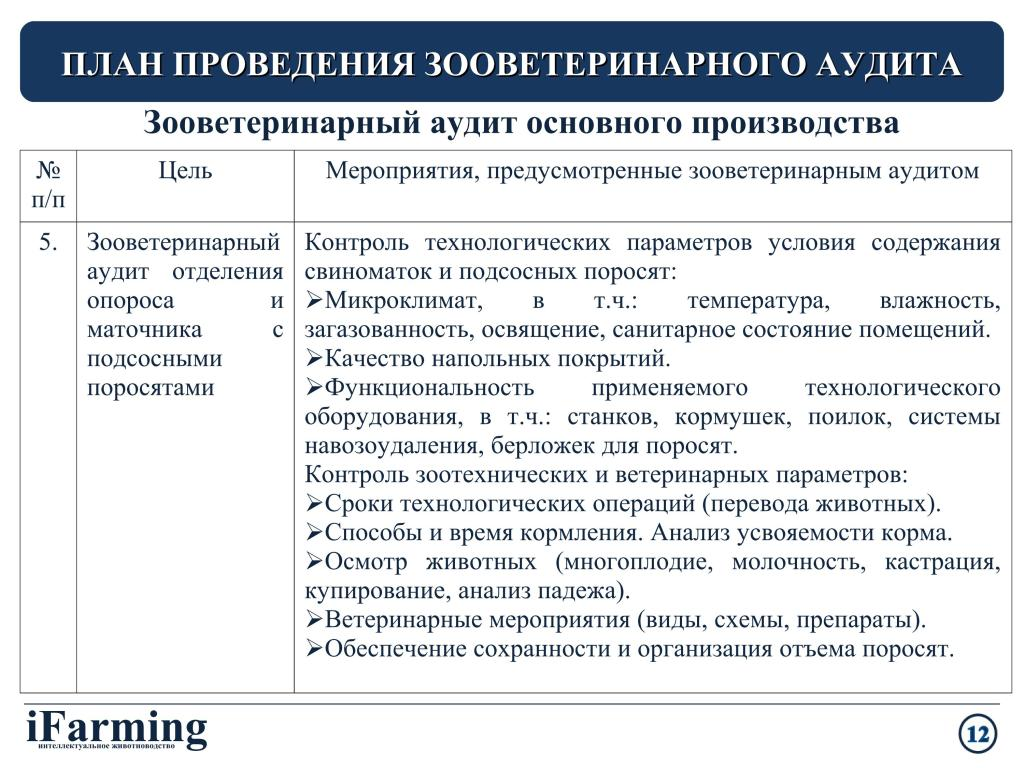 ПЛАН ПРОВЕДЕНИЯ ЗООВЕТЕРИНАРНОГО АУДИТА
Зооветеринарный аудит основного производства
№
п/п
Цель
Мероприятия, предусмотренные зооветеринарным аудитом
5.
Зооветеринарный
аудит отделения
опороса и
маточника с
подсосными
поросятами
Контроль технологических параметров условия содержания
свиноматок и подсосных поросят:
➢Микроклимат, в т.ч.: температура, влажность,
загазованность, освящение, санитарное состояние помещений.
➢Качество напольных покрытий.
➢Функциональность применяемого технологического
оборудования, в т.ч.: станков, кормушек, поилок, системы
навозоудаления, берложек для поросят.
Контроль зоотехнических и ветеринарных параметров:
➢Сроки технологических операций (перевода животных).
➢Способы и время кормления. Анализ усвояемости корма.
➢Осмотр животных (многоплодие, молочность, кастрация,
купирование, анализ падежа).
➢Ветеринарные мероприятия (виды, схемы, препараты).
➢Обеспечение сохранности и организация отъема поросят.
iFarming
интеллектуальное животноводство
12